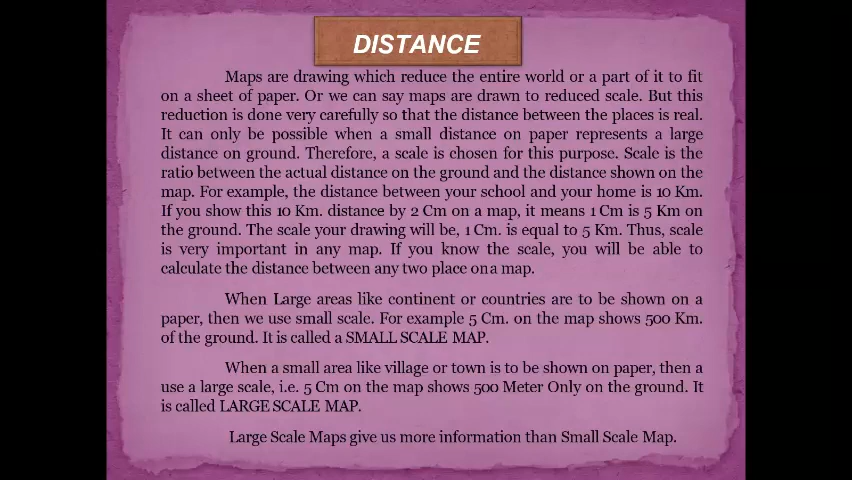 DISTANCE
Maps are drawing which reduce the entire world or a part of it to fit
on a sheet of paper. Or we can say maps are drawn to reduced scale. But this
reduction is done very carefully so that the distance between the places is real.
It can only be possible when a small distance on paper represents a large
distance on ground. Therefore, a scale is chosen for this purpose. Scale is the
ratio between the actual distance on the ground and the distance shown on the
map. For example, the distance between your school and your home is 10 Km.
If you show this 10 Km. distance by 2 Cm on a map, it means 1 Cm is 5 Km on
the ground. The scale your drawing will be, 1 Cm. is equal to 5 Km. Thus, scale
is very important in any map. If you know the scale, you will be able to
calculate the distance between any two place on a map.
When Large areas like continent or countries are to be shown on a
paper, then we use small scale. For example 5 Cm. on the map shows 500 Km.
of the ground. It is called a SMALL SCALE MAP.
When a small area like village or town is to be shown on paper, then a
use a large scale, i.e. 5 Cm on the map shows 500 Meter Only on the ground. It
is called LARGE SCALE MAP.
Large Scale Maps give us more information than Small Scale Map.